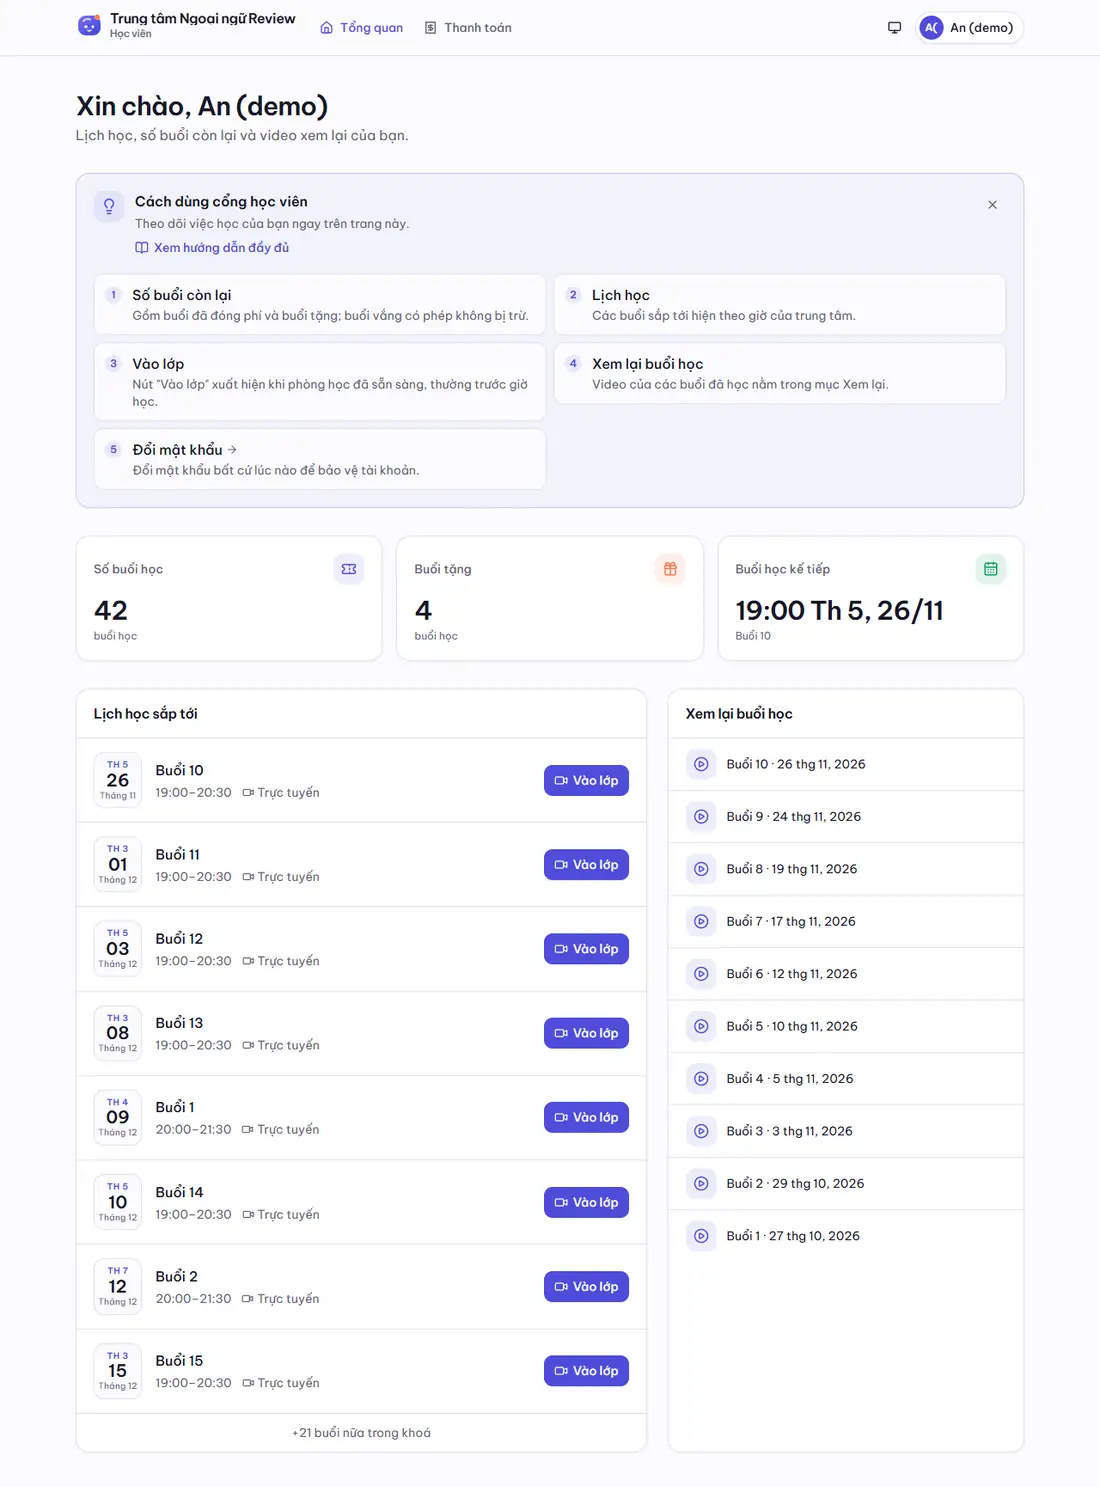 Trung tâm Ngoại ngữ Review
Học viên
Tổng quan
Thanh toán
A(
An (demo)
Xin chào, An (demo)
Lịch học, số buổi còn lại và video xem lại của bạn.
Cách dùng cổng học viên
Theo dõi việc học của bạn ngay trên trang này.
Xem hướng dẫn đầy đủ
1
Số buổi còn lại
Gồm buổi đã đóng phí và buổi tặng; buổi vắng có phép không bị trừ.
2
Lịch học
Các buổi sắp tới hiện theo giờ của trung tâm.
3
Vào lớp
Nút "Vào lớp" xuất hiện khi phòng học đã sẵn sàng, thường trước giờ
học.
4
Xem lại buổi học
Video của các buổi đã học nằm trong mục Xem lại.
5
Đổi mật khẩu →
Đổi mật khẩu bất cứ lúc nào để bảo vệ tài khoản.
Số buổi học
42
buổi học
Buổi tặng
4
buổi học
Buổi học kế tiếp
19:00 Th 5, 26/11
Buổi 10
Lịch học sắp tới
TH 5
26
Tháng 11
Buổi 10
19:00–20:30 Trực tuyến
Vào lớp
TH 3
01
Tháng 12
Buổi 11
19:00–20:30 Trực tuyến
Vào lớp
TH 5
03
Tháng 12
Buổi 12
19:00–20:30 Trực tuyến
Vào lớp
TH 3
08
Tháng 12
Buổi 13
19:00–20:30 Trực tuyến
Vào lớp
TH 4
09
Tháng 12
Buổi 1
20:00–21:30 Trực tuyến
Vào lớp
TH 5
10
Tháng 12
Buổi 14
19:00–20:30 Trực tuyến
Vào lớp
TH 7
12
Tháng 12
Buổi 2
20:00–21:30 Trực tuyến
Vào lớp
TH 3
15
Tháng 12
Buổi 15
19:00–20:30 Trực tuyến
Vào lớp
+21 buổi nữa trong khoá
Xem lại buổi học
Buổi 10 · 26 thg 11, 2026
Buổi 9 · 24 thg 11, 2026
Buổi 8 · 19 thg 11, 2026
Buổi 7 · 17 thg 11, 2026
Buổi 6 · 12 thg 11, 2026
Buổi 5 · 10 thg 11, 2026
Buổi 4 · 5 thg 11, 2026
Buổi 3 · 3 thg 11, 2026
Buổi 2 · 29 thg 10, 2026
Buổi 1 · 27 thg 10, 2026